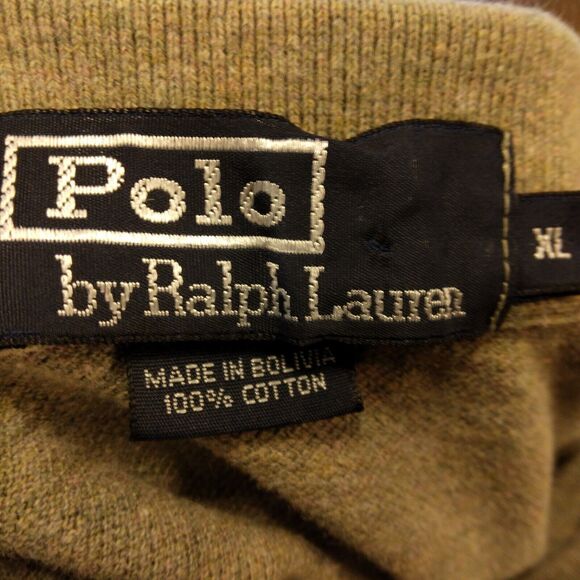 Polo
by Ralph Lauren
XL
MADE IN BOLIVIA
100% COTTON